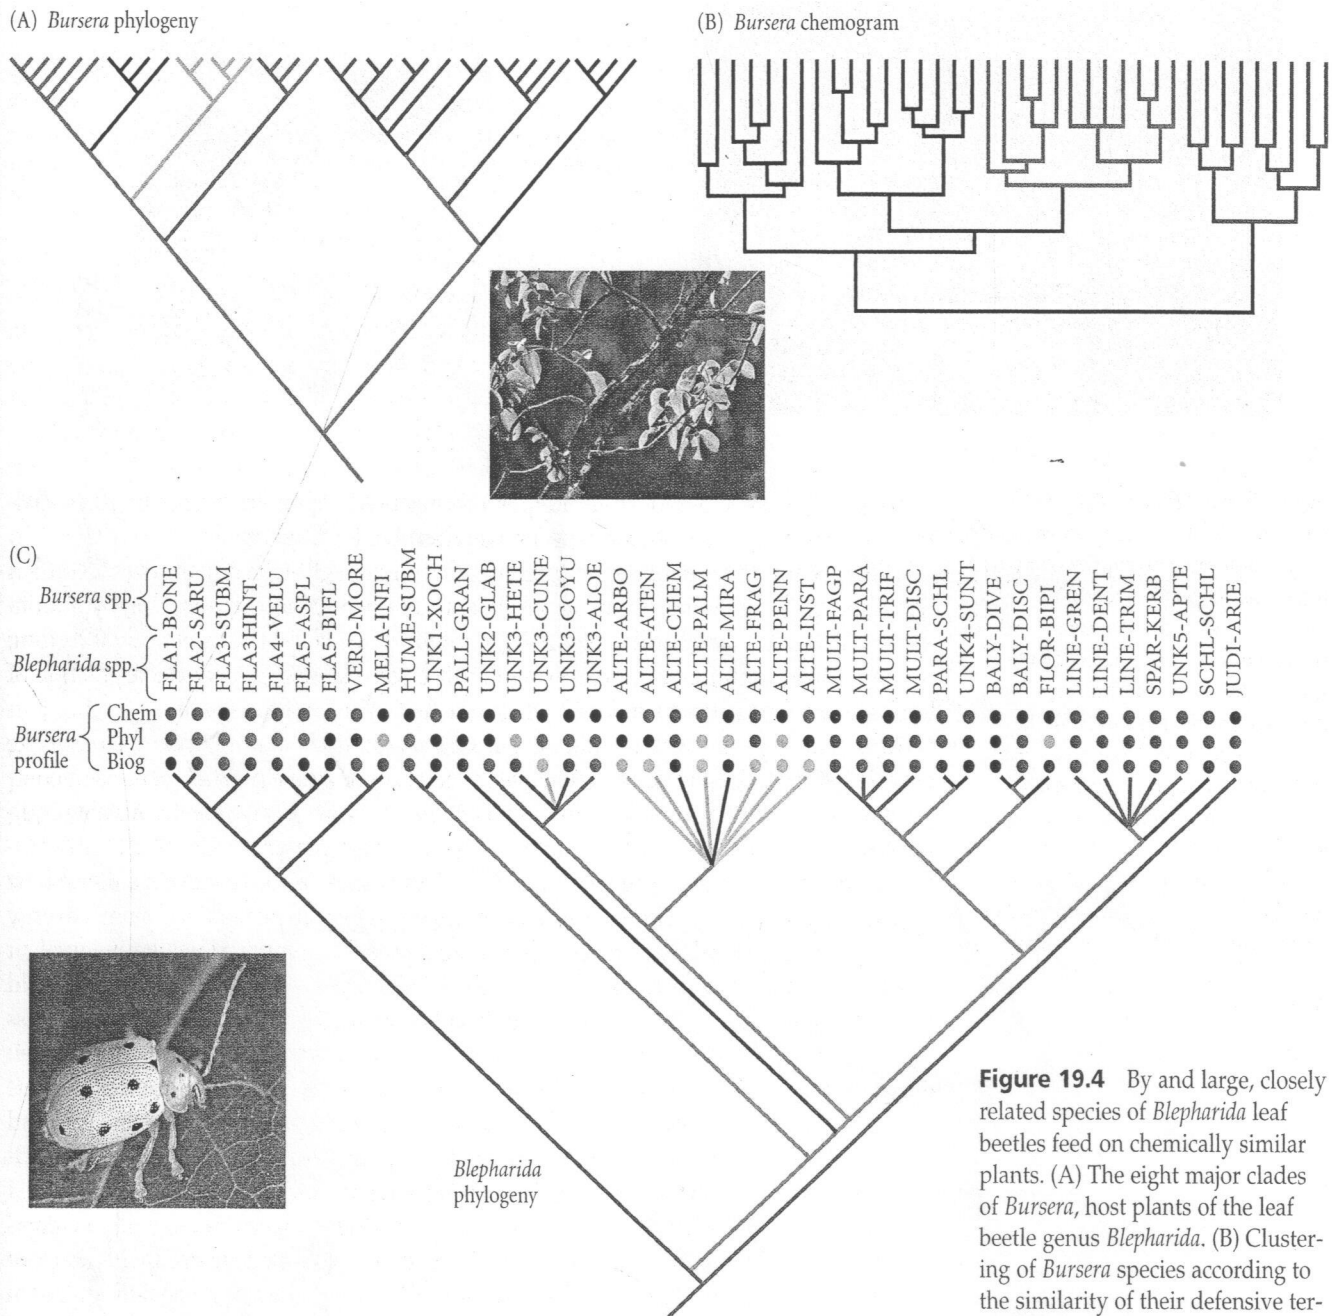 (A) Bursera phylogeny
(B) Bursera chemogram
(C)
Bursera spp.
Blepharida spp.
FLA1-BONE
FLA2-SARU
FLA3-SUBM
FLA3HINT
FLA4-VELU
FLA5-ASPL
FLA5-BIFL
VERD-MORE
MELA-INFI
HUME-SUBM
UNK1-XOCH
PALL-GRAN
UNK2-GLAB
UNK3-HETE
UNK3-CUNE
UNK3-COYU
UNK3-ALOE
ALTE-ARBO
ALTE-ATEN
ALTE-CHEM
ALTE-PALM
ALTE-MIRA
ALTE-FRAG
ALTE-PENN
ALTE-INST
MULT-FAGP
MULT-PARA
MULT-TRIF
MULT-DISC
PARA-SCHL
UNK4-SUNT
BALY-DIVE
BALY-DISC
FLOR-BIPI
LINE-GREN
LINE-DENT
LINE-TRIM
SPAR-KERB
UNK5-APTE
SCHL-SCHL
JUDI-ARIE
Bursera
profile
Chem
Phyl
Biog
Blepharida
phylogeny
Figure 19.4 By and large, closely
related species of Blepharida leaf
beetles feed on chemically similar
plants. (A) The eight major clades
of Bursera, host plants of the leaf
beetle genus Blepharida. (B) Cluster-
ing of Bursera species according to
the similarity of their defensive ter-